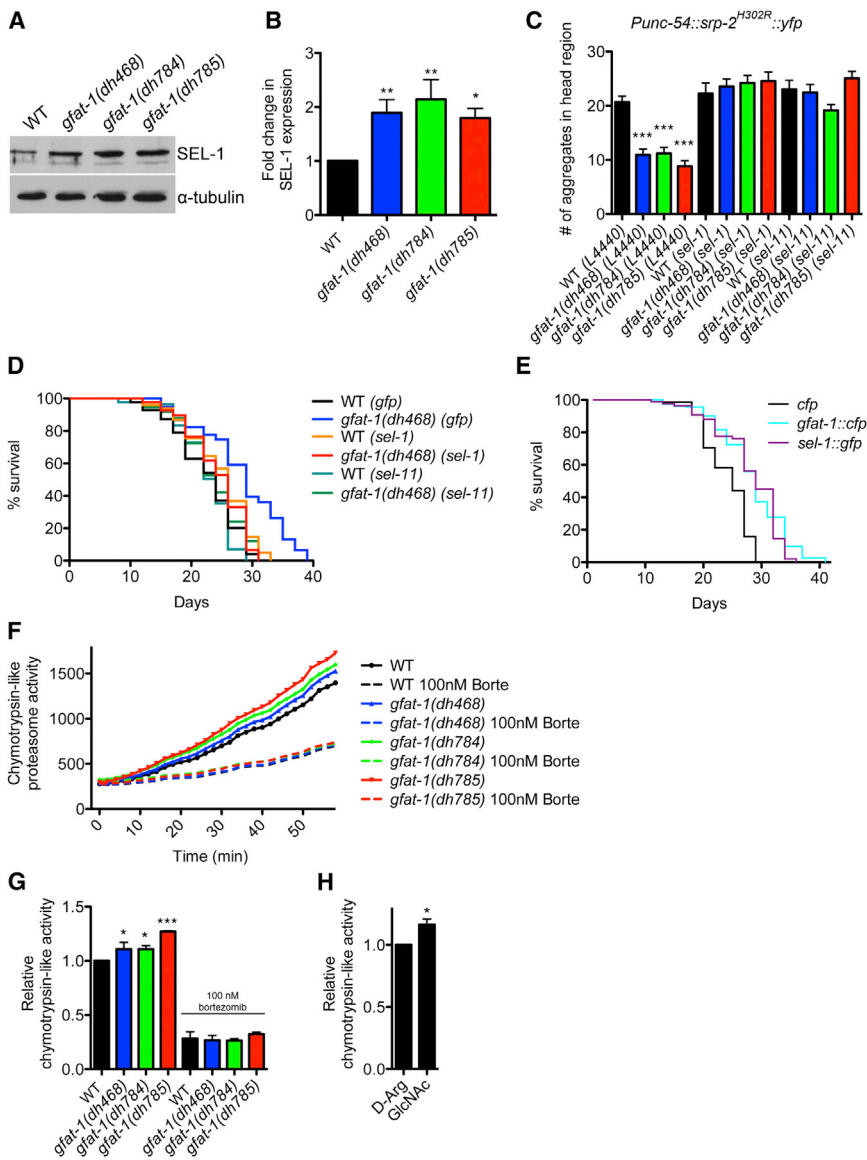 A
WT
gfat-1(dh468)
gfat-1(dh784)
gfat-1(dh785)
SEL-1
α-tubulin
B
Fold change in
SEL-1 expression
3
2
1
0
**
**
*
WT
gfat-1(dh468)
gfat-1(dh784)
gfat-1(dh785)
C
Punc-54::srp-2H302R::yfp
# of aggregates in head region
30
20
10
0
***
***
***
WT (L4440)
gfat-1(dh468) (L4440)
gfat-1(dh784) (L4440)
gfat-1(dh785) (L4440)
WT (sel-1)
gfat-1(dh468) (sel-1)
gfat-1(dh784) (sel-1)
gfat-1(dh785) (sel-1)
WT (sel-11)
gfat-1(dh468) (sel-11)
gfat-1(dh784) (sel-11)
gfat-1(dh785) (sel-11)
D
% survival
100
80
60
40
20
0
0 10 20 30 40
Days
WT (gfp)
gfat-1(dh468) (gfp)
WT (sel-1)
gfat-1(dh468) (sel-1)
WT (sel-11)
gfat-1(dh468) (sel-11)
E
% survival
100
80
60
40
20
0
0 10 20 30 40
Days
cfp
gfat-1::cfp
sel-1::gfp
F
Chymotrypsin-like
proteasome activity
1500
1000
500
0
0 10 20 30 40 50
Time (min)
WT
WT 100nM Borte
gfat-1(dh468)
gfat-1(dh468) 100nM Borte
gfat-1(dh784)
gfat-1(dh784) 100nM Borte
gfat-1(dh785)
gfat-1(dh785) 100nM Borte
G
Relative
chymotrypsin-like activity
1.5
1.0
0.5
0.0
*
*
***
100 nM
bortezomib
WT
gfat-1(dh468)
gfat-1(dh784)
gfat-1(dh785)
WT
gfat-1(dh468)
gfat-1(dh784)
gfat-1(dh785)
H
Relative
chymotrypsin-like activity
1.0
0.5
0.0
*
D-Arg
GlcNAc